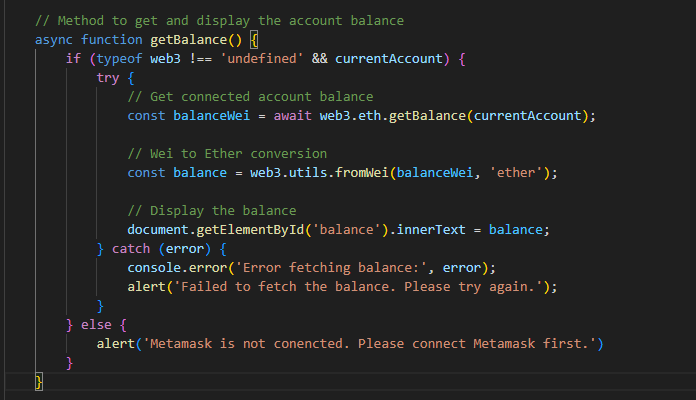 // Method to get and display the account balance
async function getBalance() {
    if (typeof web3 !== 'undefined' && currentAccount) {
        try {
            // Get connected account balance
            const balanceWei = await web3.eth.getBalance(currentAccount);

            // Wei to Ether conversion
            const balance = web3.utils.fromWei(balanceWei, 'ether');

            // Display the balance
            document.getElementById('balance').innerText = balance;
        } catch (error) {
            console.error('Error fetching balance:', error);
            alert('Failed to fetch the balance. Please try again.');
        }
    } else {
        alert('Metamask is not conencted. Please connect Metamask first.')
    }
}